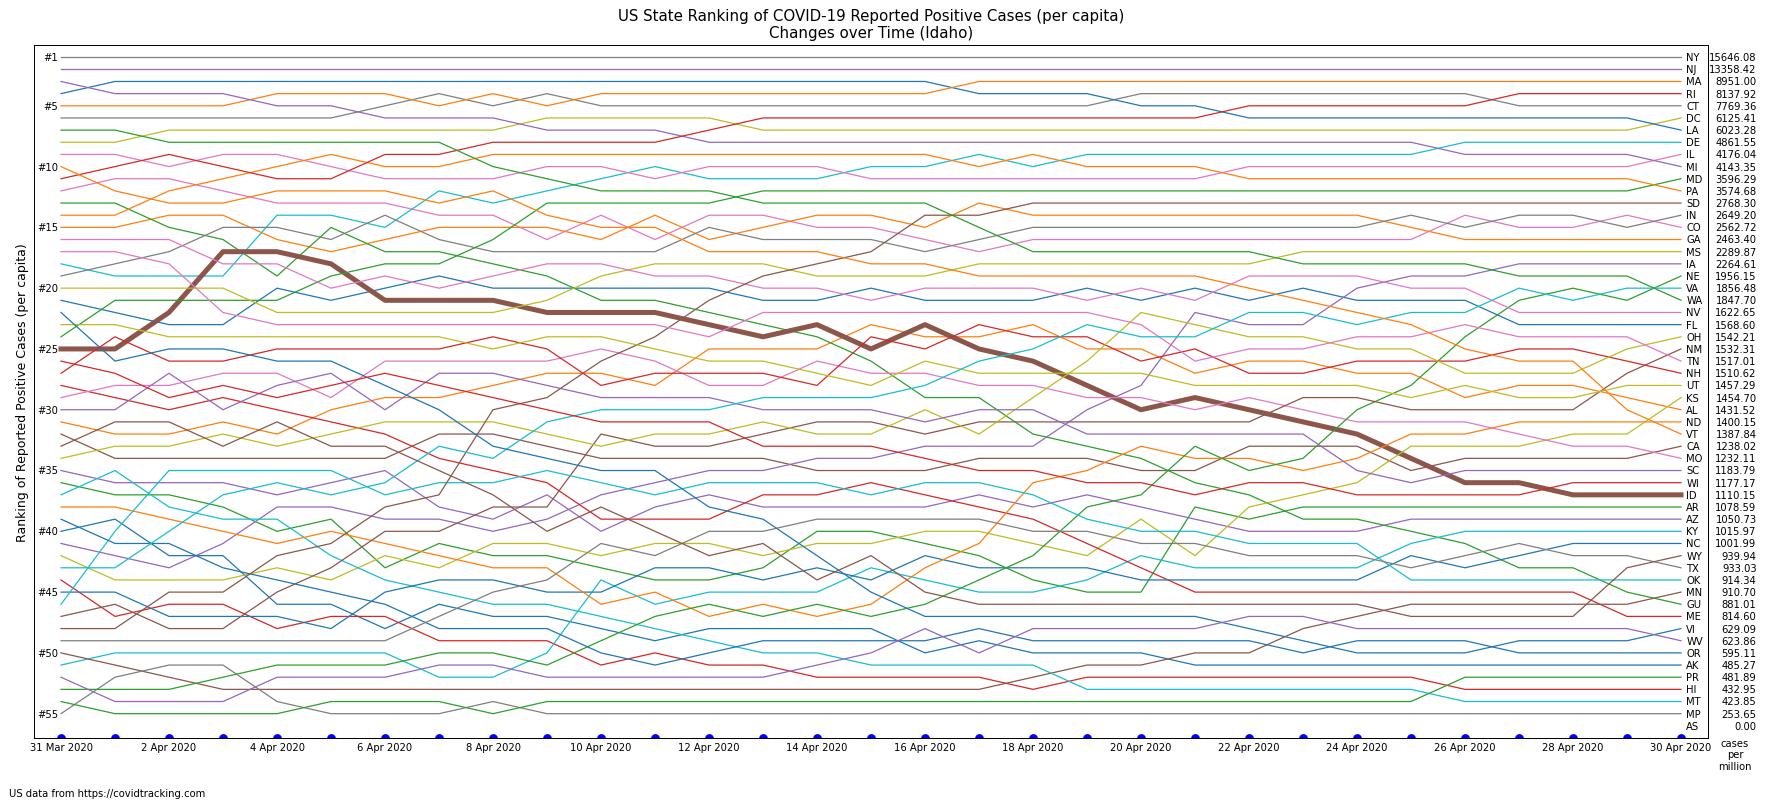 US State Ranking of COVID-19 Reported Positive Cases (per capita)
Changes over Time (Idaho)
Ranking of Reported Positive Cases (per capita)
#1
#5
#10
#15
#20
#25
#30
#35
#40
#45
#50
#55
NY 15646.08
NJ 13358.42
MA 8951.00
RI 8137.92
CT 7769.36
DC 6125.41
LA 6023.28
DE 4861.55
IL 4176.04
MI 4143.35
MD 3596.29
PA 3574.68
SD 2768.30
IN 2649.20
CO 2562.72
GA 2463.40
MS 2289.87
IA 2264.61
NE 1956.15
VA 1856.48
WA 1847.70
NV 1622.65
FL 1568.60
OH 1542.21
NM 1532.31
TN 1517.01
NH 1510.62
UT 1457.29
KS 1454.70
AL 1431.52
ND 1400.15
VT 1387.84
CA 1238.02
MO 1232.11
SC 1183.79
WI 1177.17
ID 1110.15
AR 1078.59
AZ 1050.73
KY 1015.97
NC 1001.99
WY 939.94
TX 933.03
OK 914.34
MN 910.70
GU 881.01
ME 814.60
VI 629.09
WV 623.86
OR 595.11
AK 485.27
PR 481.89
HI 432.95
MT 423.85
MP 253.65
AS 0.00
31 Mar 2020 2 Apr 2020 4 Apr 2020 6 Apr 2020 8 Apr 2020 10 Apr 2020 12 Apr 2020 14 Apr 2020 16 Apr 2020 18 Apr 2020 20 Apr 2020 22 Apr 2020 24 Apr 2020 26 Apr 2020 28 Apr 2020 30 Apr 2020
cases
per
million
US data from https://covidtracking.com